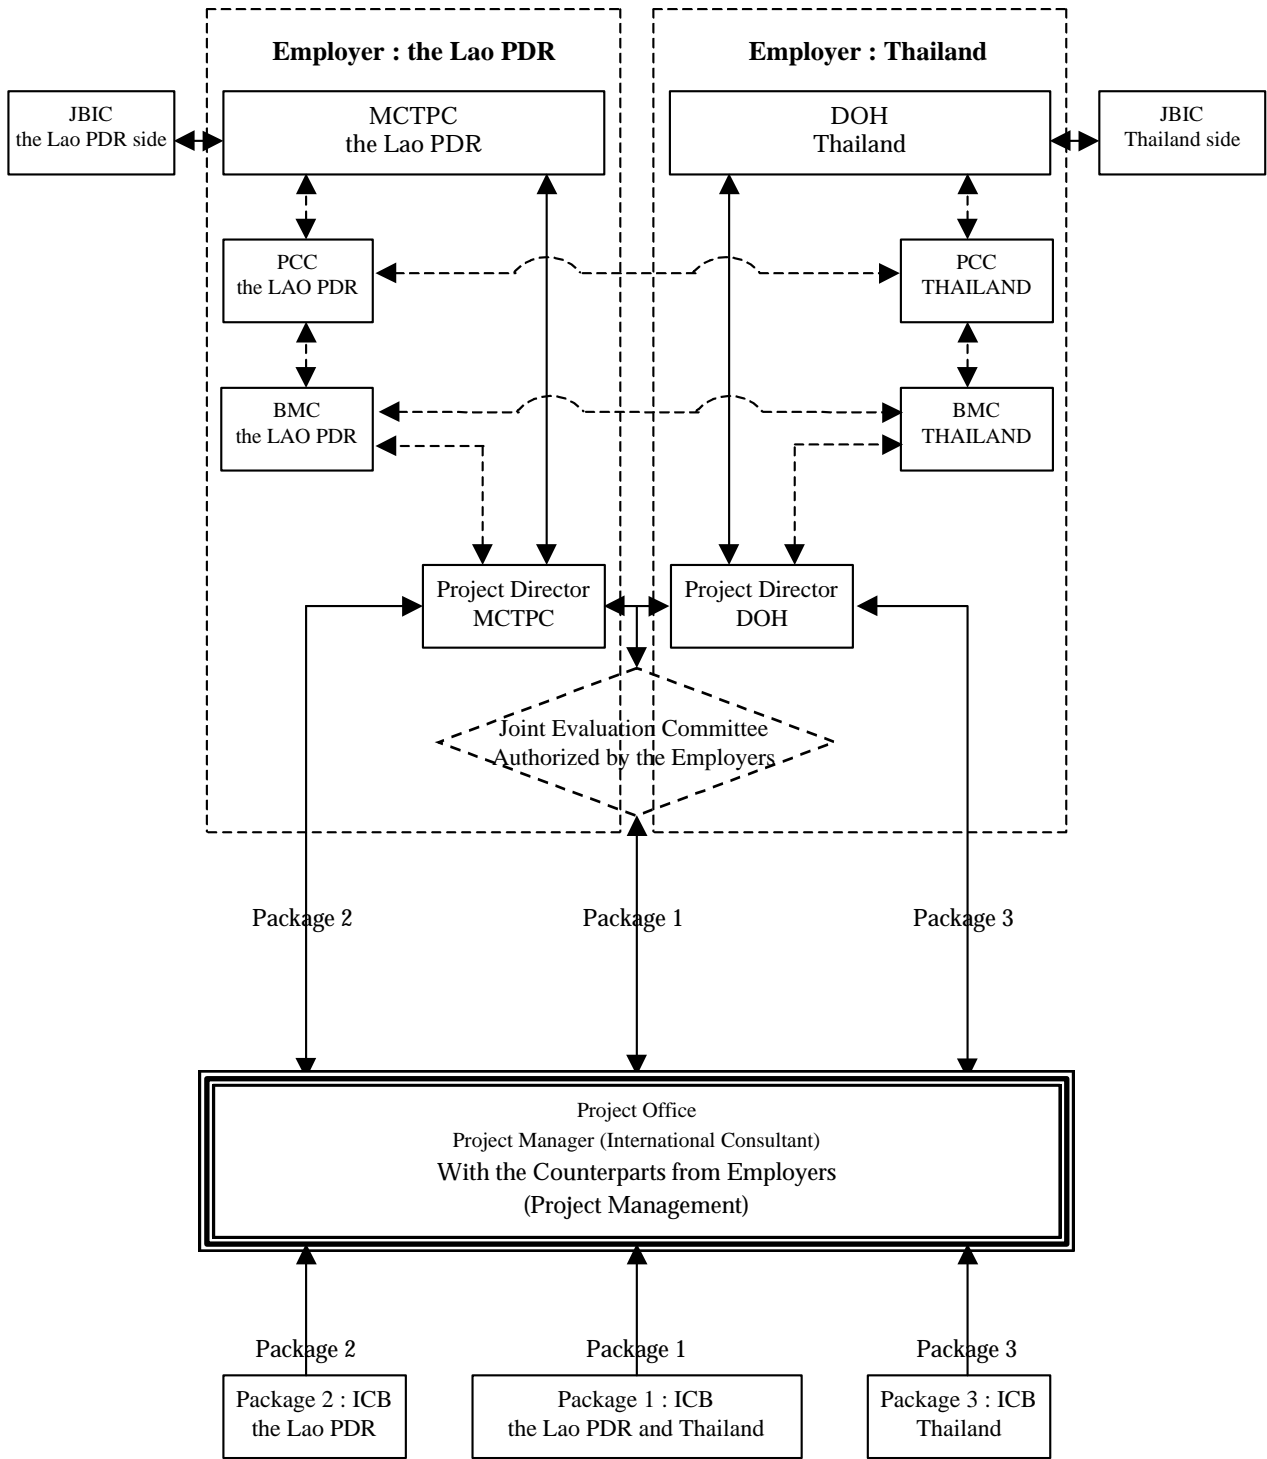 Employer : the Lao PDR
Employer : Thailand
JBIC
the Lao PDR side
MCTPC
the Lao PDR
DOH
Thailand
JBIC
Thailand side
PCC
the LAO PDR
PCC
THAILAND
BMC
the LAO PDR
BMC
THAILAND
Project Director
MCTPC
Project Director
DOH
Joint Evaluation Committee
Authorized by the Employers
Package 2
Package 1
Package 3
Project Office
Project Manager (International Consultant)
With the Counterparts from Employers
(Project Management)
Package 2
Package 1
Package 3
Package 2 : ICB
the Lao PDR
Package 1 : ICB
the Lao PDR and Thailand
Package 3 : ICB
Thailand